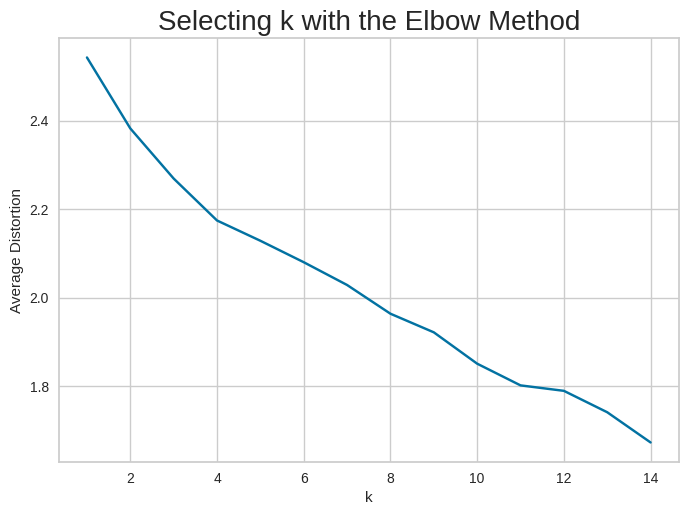 Selecting k with the Elbow Method
Average Distortion
2.4
2.2
2.0
1.8
2 4 6 8 10 12 14
k